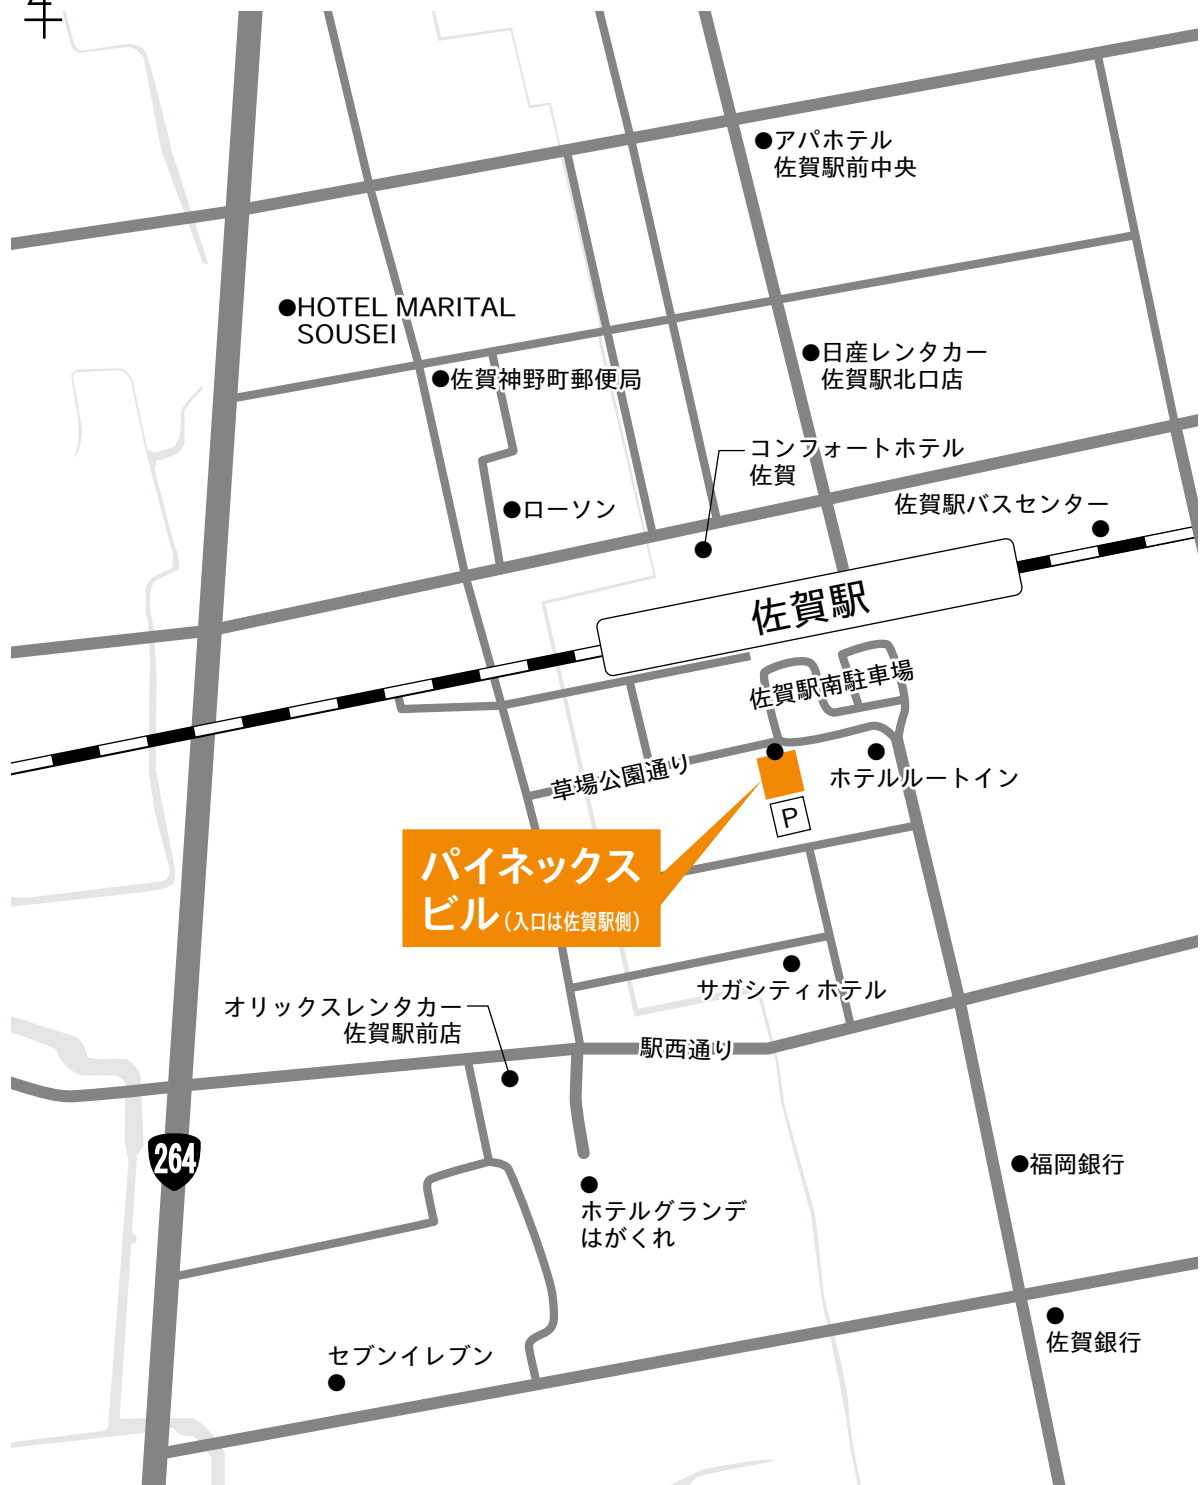 アパホテル
佐賀駅前中央
HOTEL MARITAL
SOUSEI
日産レンタカー
佐賀駅北口店
佐賀神野町郵便局
コンフォートホテル
佐賀
ローソン
佐賀駅バスセンター
佐賀駅
佐賀駅南駐車場
草場公園通り
ホテルルートイン
P
パイネックス
ビル(入口は佐賀駅側)
サガシティホテル
オリックスレンタカー
佐賀駅前店
駅西通り
264
福岡銀行
ホテルグランデ
はがくれ
佐賀銀行
セブンイレブン